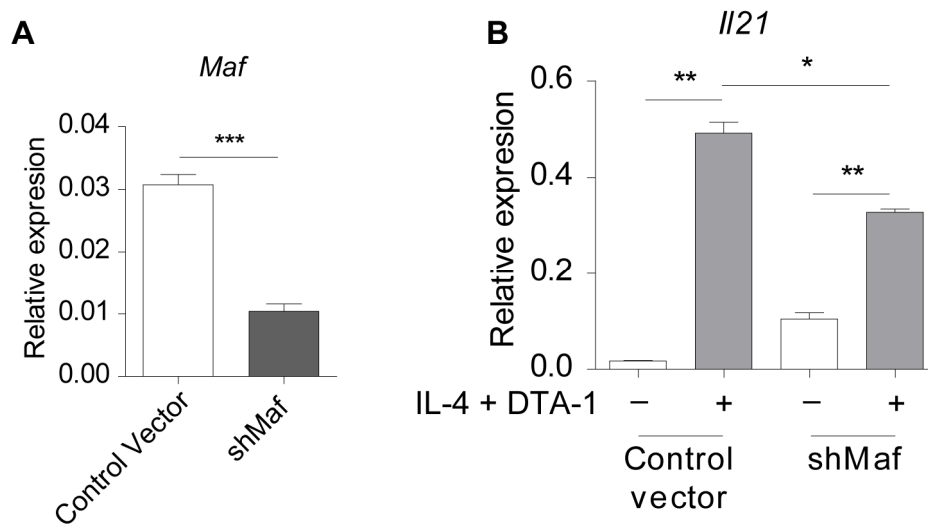 A
Maf
Relative expresion
0.04
0.03
0.02
0.01
0.00
***
Control Vector
shMaf
B
Il21
Relative expresion
0.6
0.4
0.2
0.0
**
*
**
IL-4 + DTA-1 – + – +
Control
vector
shMaf